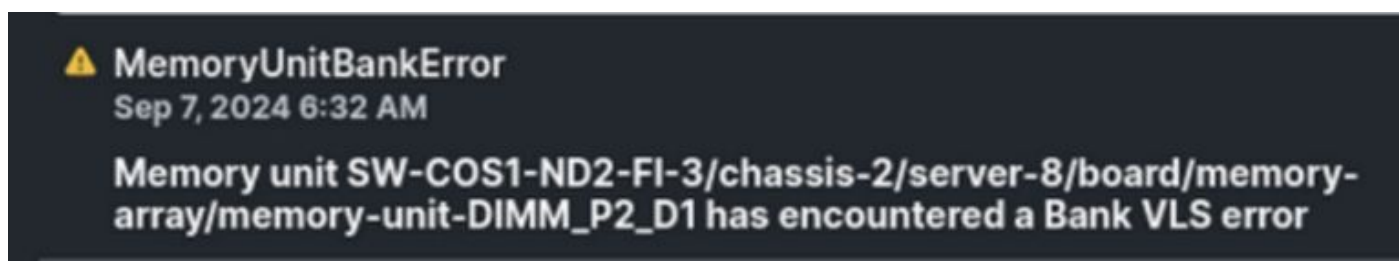 MemoryUnitBankError
Sep 7, 2024 6:32 AM
Memory unit SW-COS1-ND2-FI-3/chassis-2/server-8/board/memory-
array/memory-unit-DIMM_P2_D1 has encountered a Bank VLS error